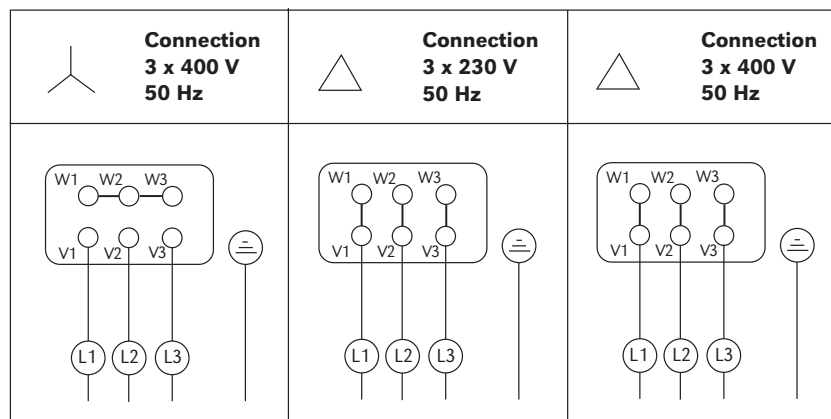 Connection
3 x 400 V
50 Hz
Connection
3 x 230 V
50 Hz
Connection
3 x 400 V
50 Hz
W1 W2 W3
V1 V2 V3
L1 L2 L3
W1 W2 W3
V1 V2 V3
L1 L2 L3
W1 W2 W3
V1 V2 V3
L1 L2 L3